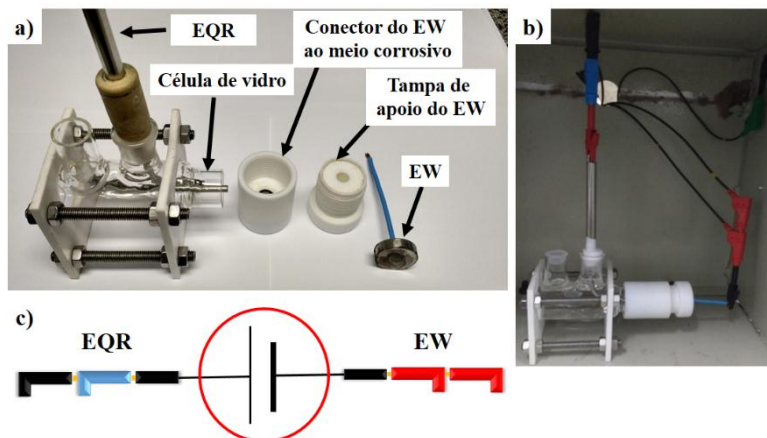 a)
EQR
Conector do EW
ao meio corrosivo
Célula de vidro
Tampa de
apoio do EW
EW
b)
c)
EQR
EW